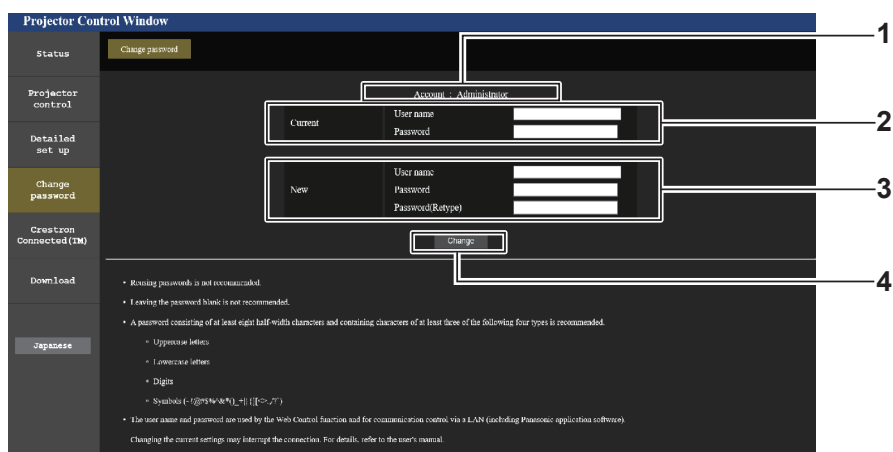 Projector Control Window
Change password
1
Status
Projector
control
Detailed
set up
Change
password
Crestron
Connected(TM)
Download
Japanese
Account : Administrator
Current
User name
Password
2
New
User name
Password
Password(Retype)
3
Change
4
• Reusing passwords is not recommended.
• Leaving the password blank is not recommended.
• A password consisting of at least eight half-width characters and containing characters of at least three of the following four types is recommended.
Uppercase letters
Lowercase letters
Digits
Symbols
• The user name and password are used by the Web Control function and for communication control via a LAN (including Panasonic application software).
Changing the current settings may interrupt the connection. For details, refer to the user's manual.